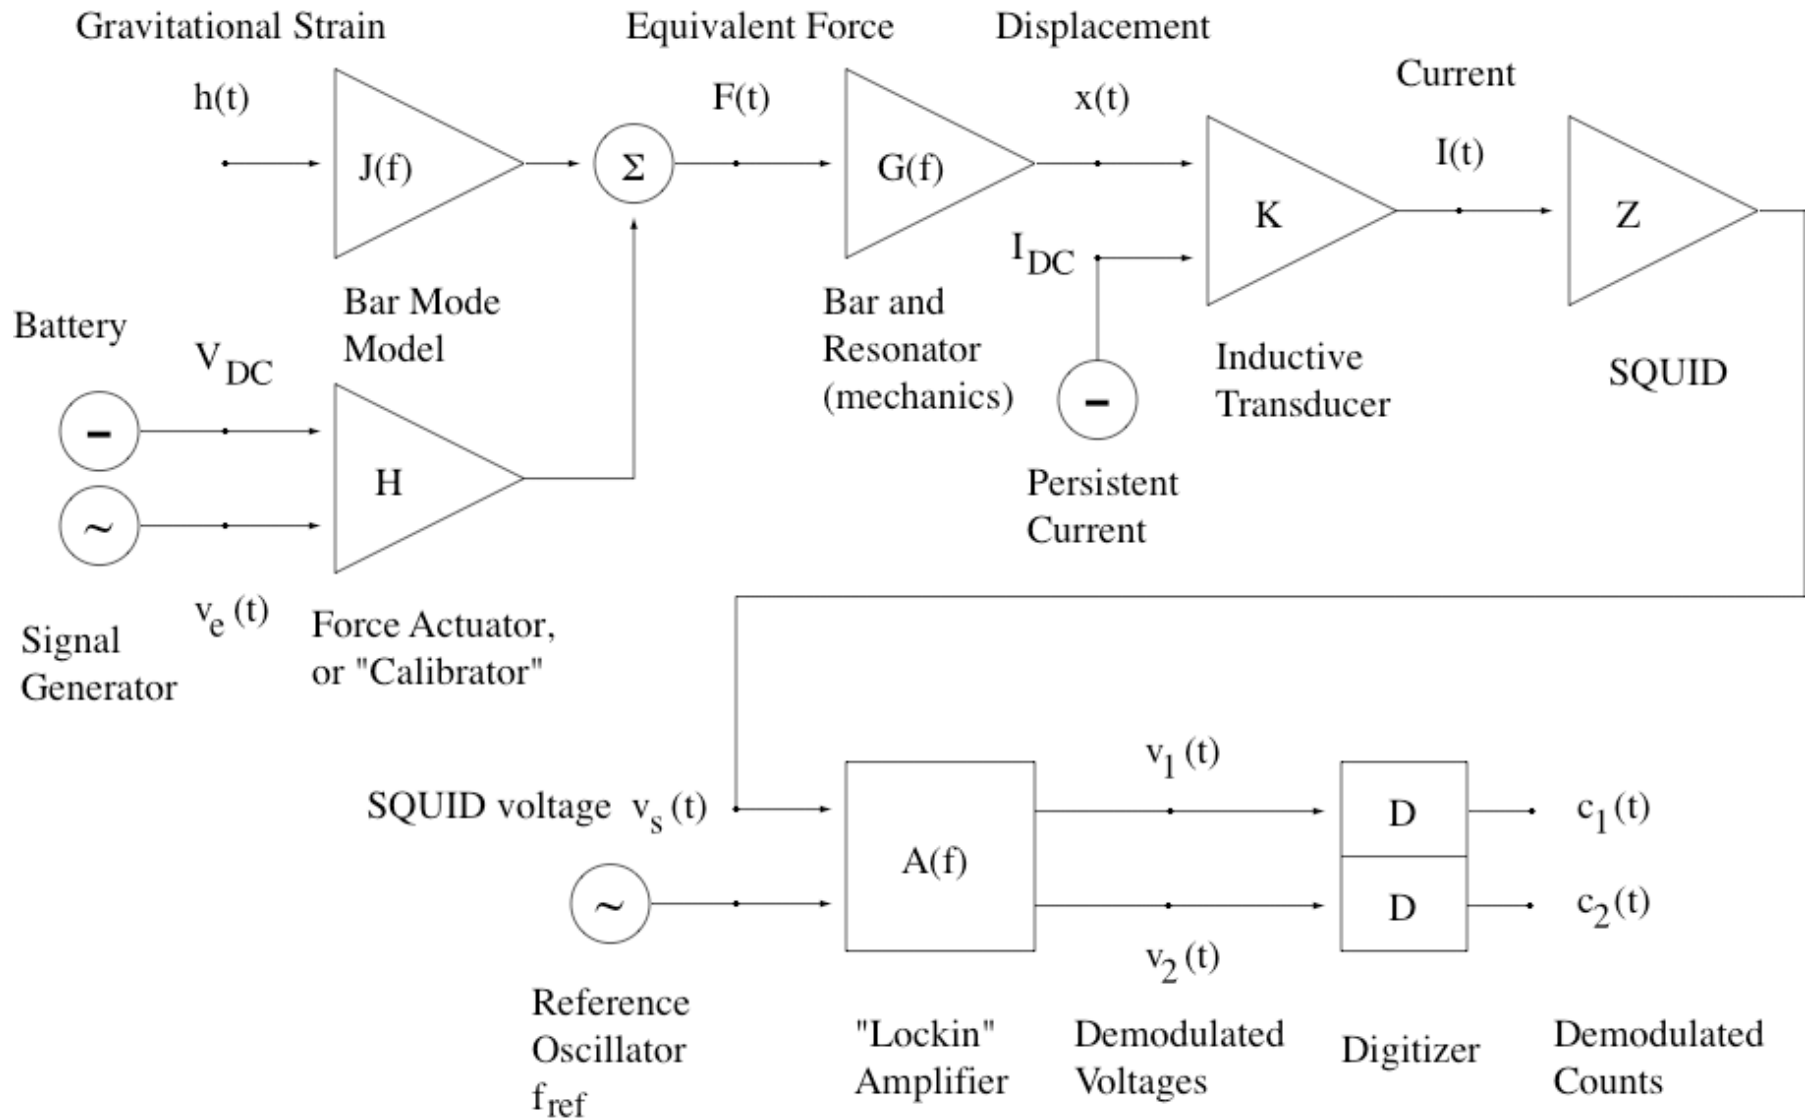 Gravitational Strain
Equivalent Force
Displacement
Current
h(t)
J(f)
Σ
F(t)
G(f)
x(t)
K
I(t)
Z
I_DC
Bar Mode
Model
Bar and
Resonator
(mechanics)
Inductive
Transducer
SQUID
Battery
V_DC
-
~
H
-
Persistent
Current
v_e(t)
Signal
Generator
Force Actuator,
or "Calibrator"
SQUID voltage v_s(t)
~
A(f)
v_1(t)
v_2(t)
D
D
c_1(t)
c_2(t)
Reference
Oscillator
f_ref
"Lockin"
Amplifier
Demodulated
Voltages
Digitizer
Demodulated
Counts